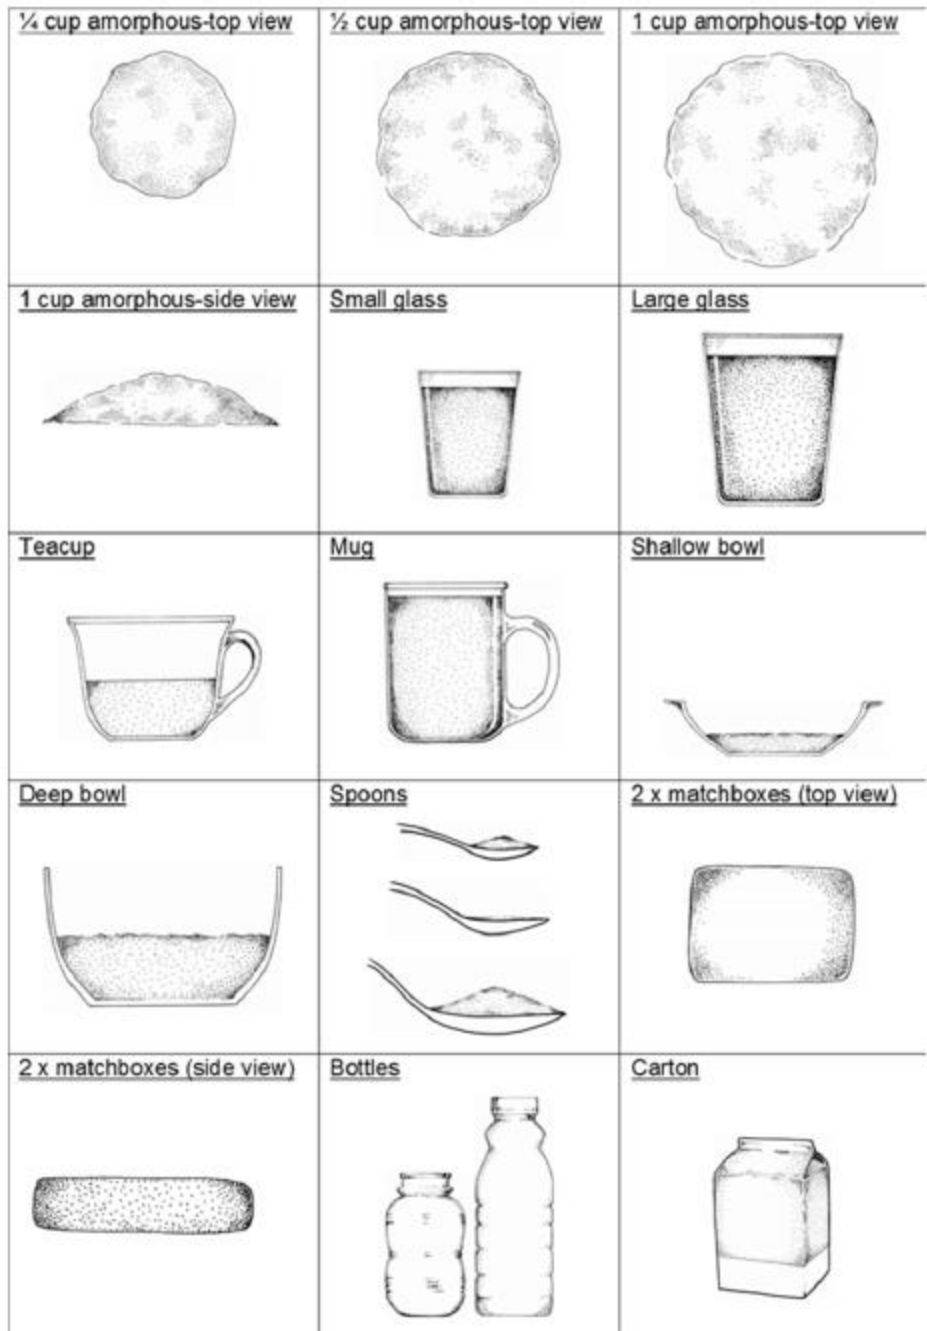 ¼ cup amorphous-top view
½ cup amorphous-top view
1 cup amorphous-top view
1 cup amorphous-side view
Small glass
Large glass
Teacup
Mug
Shallow bowl
Deep bowl
Spoons
2 x matchboxes (top view)
2 x matchboxes (side view)
Bottles
Carton